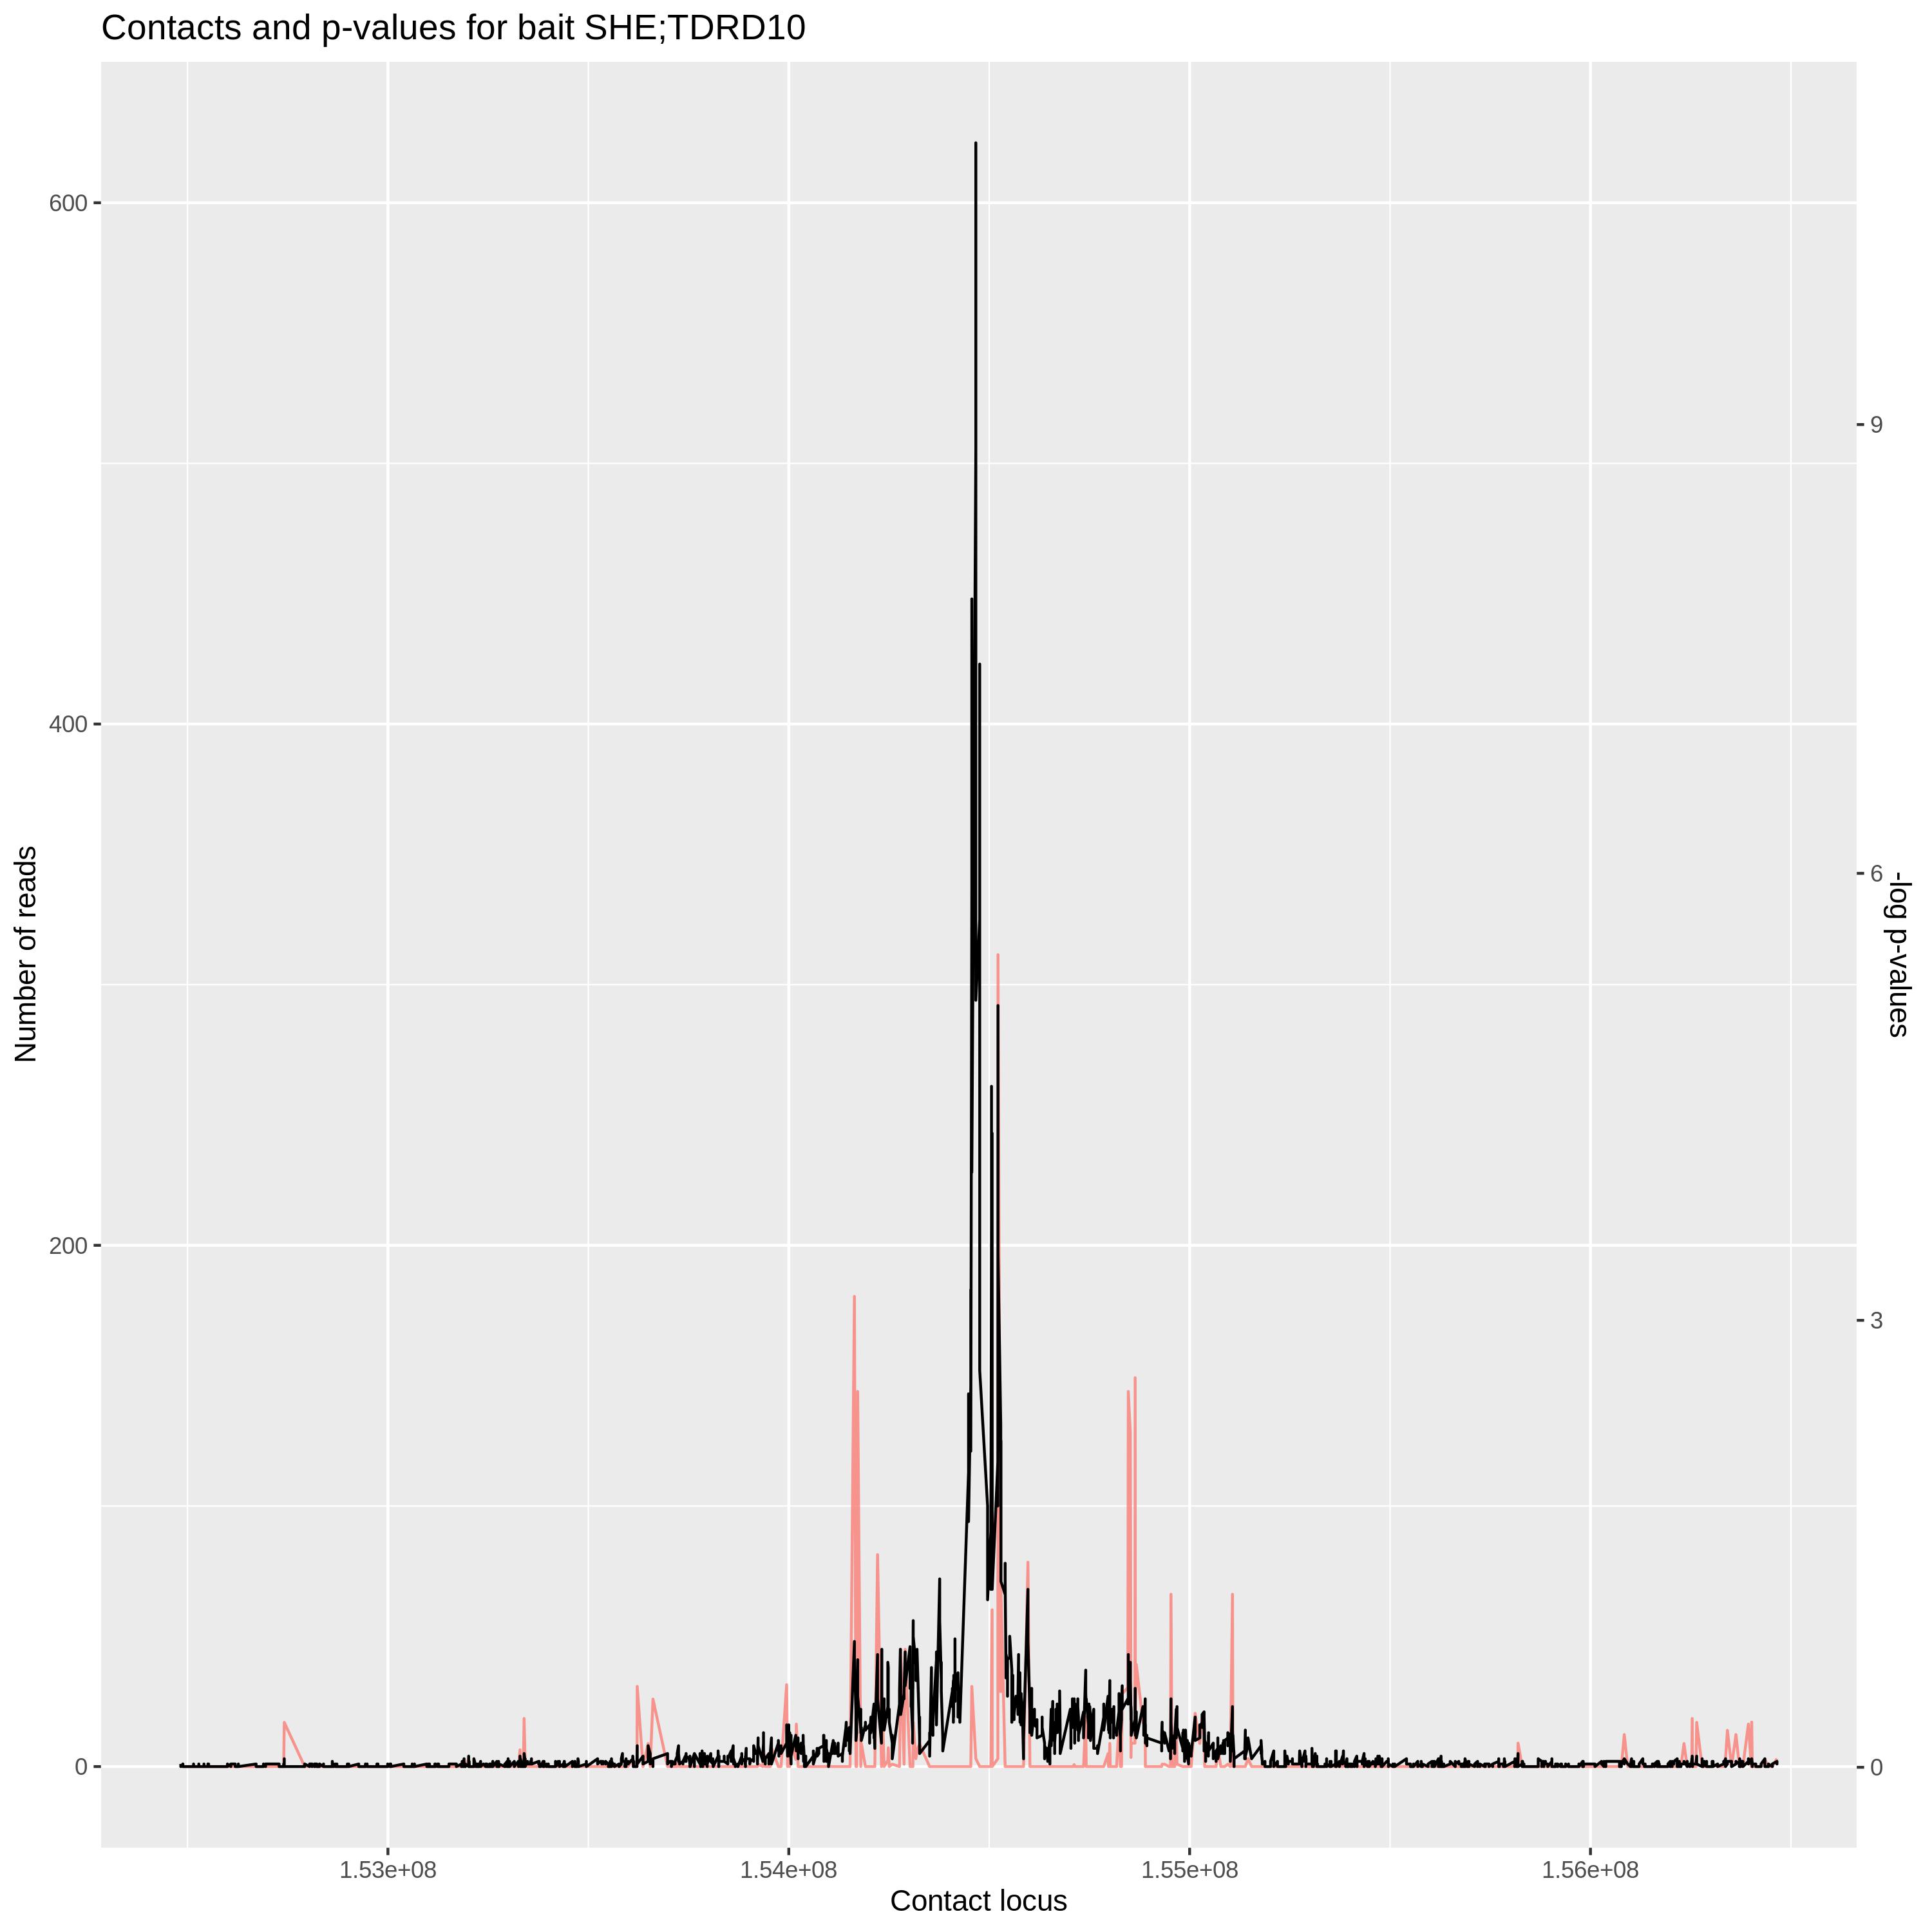 Contacts and p-values for bait SHE;TDRD10
600
400
200
0
Number of reads
9
6
3
0
-log p-values
1.53e+08
1.54e+08
1.55e+08
1.56e+08
Contact locus